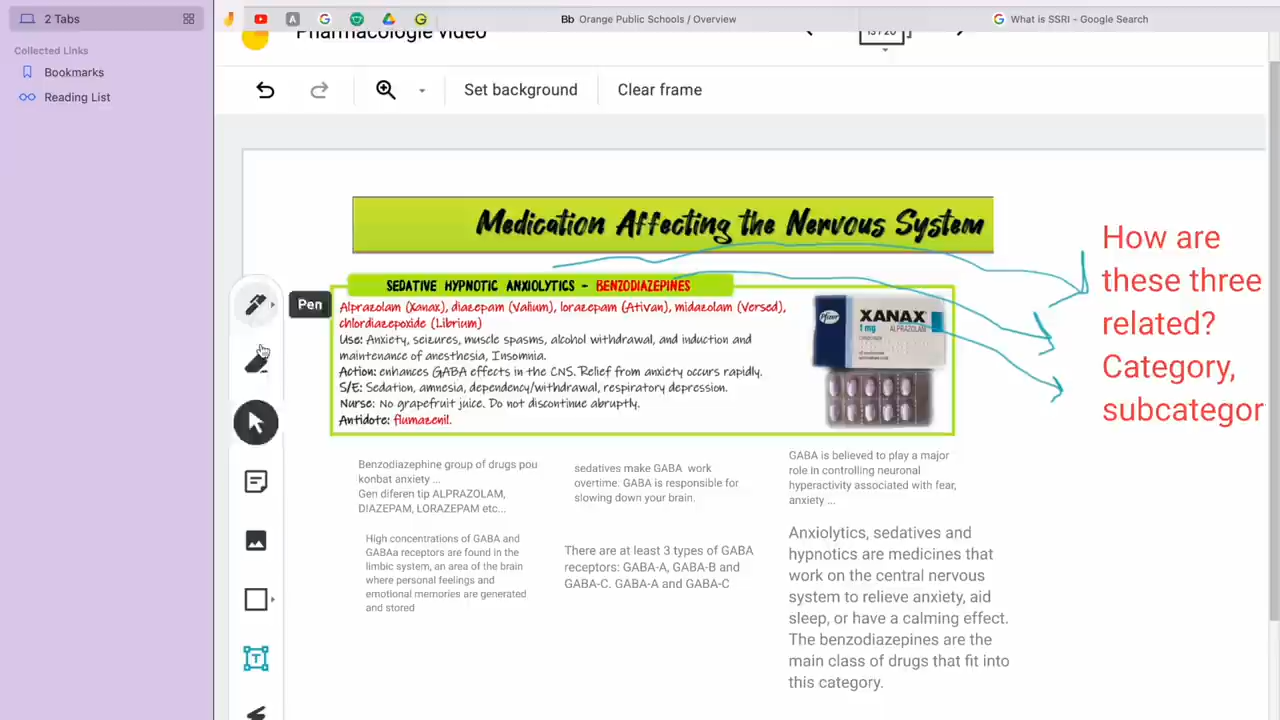 2 Tabs
Collected Links
Bookmarks
Reading List
Bb Orange Public Schools / Overview
What is SSRI - Google Search
Pharmacologie video
13 / 20
Set background
Clear frame
Medication Affecting the Nervous System
Pen
SEDATIVE HYPNOTIC ANXIOLYTICS - BENZODIAZEPINES
Alprazolam (Xanax), diazepam (Valium), lorazepam (Ativan), midazolam (Versed),
chlordiazepoxide (Librium)
Use: Anxiety, seizures, muscle spasms, alcohol withdrawal, and induction and
maintenance of anesthesia, Insomnia.
Action: enhances GABA effects in the CNS. Relief from anxiety occurs rapidly.
S/E: Sedation, amnesia, dependency/withdrawal, respiratory depression.
Nurse: No grapefruit juice. Do not discontinue abruptly.
Antidote: flumazenil.
Pfizer
XANAX
1 mg ALPRAZOLAM
How are
these three
related?
Category,
subcategor
Benzodiazephine group of drugs pou
konbat anxiety ...
Gen diferen tip ALPRAZOLAM,
DIAZEPAM, LORAZEPAM etc...
sedatives make GABA work
overtime. GABA is responsible for
slowing down your brain.
GABA is believed to play a major
role in controlling neuronal
hyperactivity associated with fear,
anxiety ...
High concentrations of GABA and
GABAa receptors are found in the
limbic system, an area of the brain
where personal feelings and
emotional memories are generated
and stored
There are at least 3 types of GABA
receptors: GABA-A, GABA-B and
GABA-C. GABA-A and GABA-C
Anxiolytics, sedatives and
hypnotics are medicines that
work on the central nervous
system to relieve anxiety, aid
sleep, or have a calming effect.
The benzodiazepines are the
main class of drugs that fit into
this category.